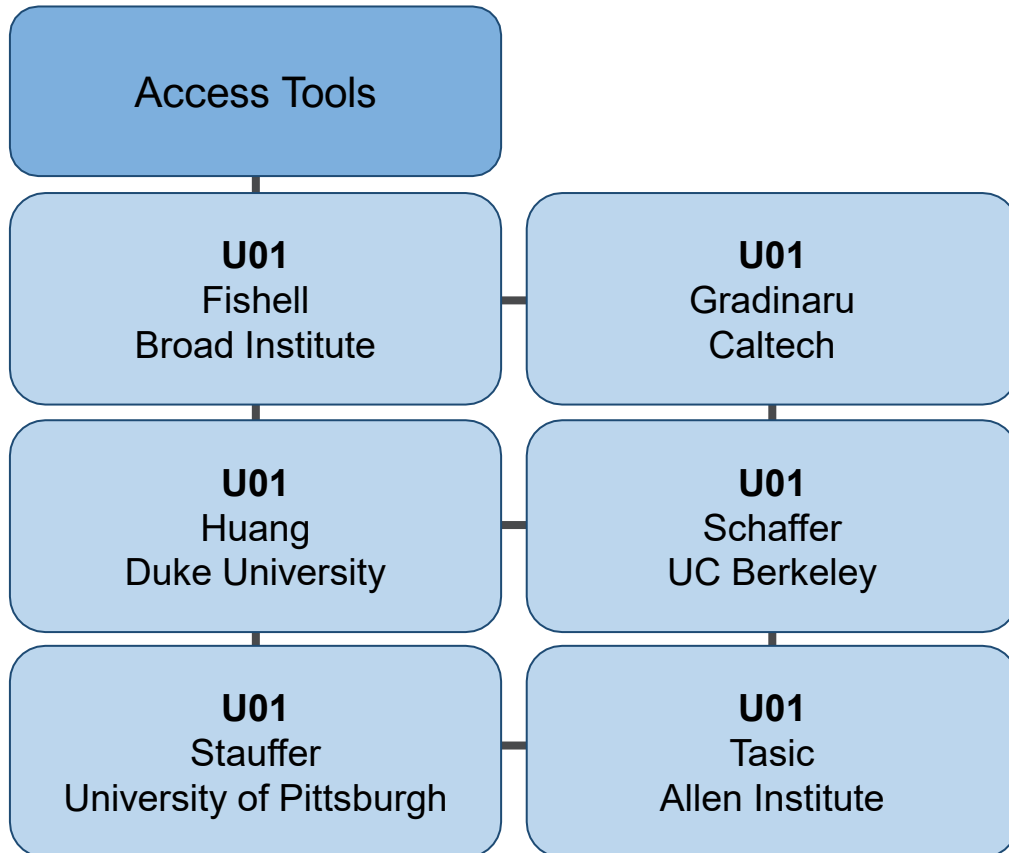 Access Tools
U01
Fishell
Broad Institute
U01
Gradinaru
Caltech
U01
Huang
Duke University
U01
Schaffer
UC Berkeley
U01
Stauffer
University of Pittsburgh
U01
Tasic
Allen Institute